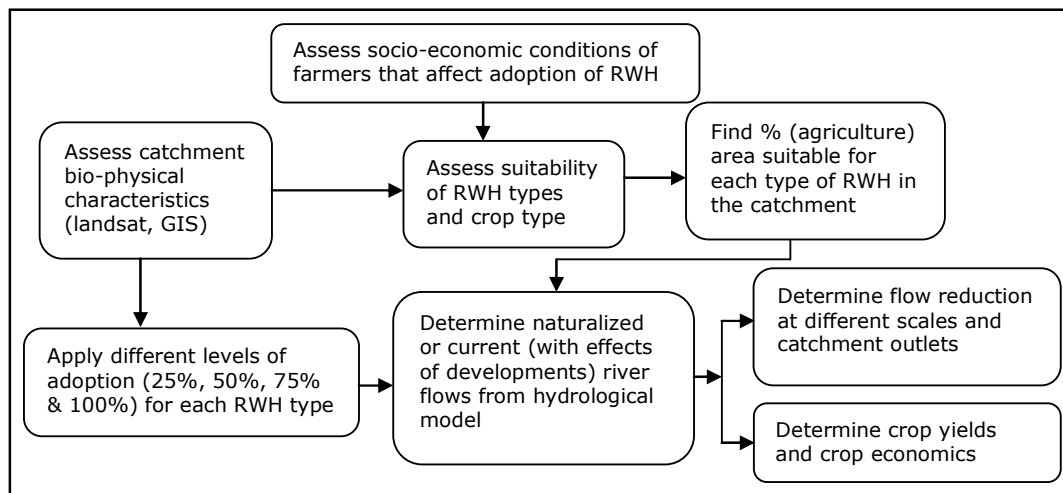 Assess socio-economic conditions of
farmers that affect adoption of RWH
Assess catchment
bio-physical
characteristics
(landsat, GIS)
Assess suitability
of RWH types
and crop type
Find % (agriculture)
area suitable for
each type of RWH in
the catchment
Apply different levels of
adoption (25%, 50%, 75%
& 100%) for each RWH type
Determine naturalized
or current (with effects
of developments) river
flows from hydrological
model
Determine flow reduction
at different scales and
catchment outlets
Determine crop yields
and crop economics